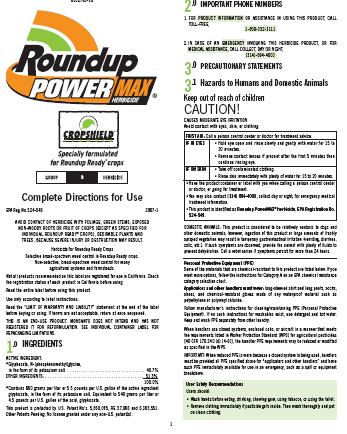 Roundup
POWERMAX
HERBICIDE
CROPSHIELD
Specially formulated
for Roundup Ready crops
GROUP
HERBICIDE
Complete Directions for Use
EPA Reg. No. 524-549
2007-1
AVOID CONTACT OF HERBICIDE WITH FOLIAGE, GREEN STEMS, EXPOSED
NON-WOODY ROOTS OR FRUIT OF CROPS (EXCEPT AS SPECIFIED FOR
INDIVIDUAL ROUNDUP READY CROPS), DESIRABLE PLANTS AND
TREES, BECAUSE SEVERE INJURY OR DESTRUCTION MAY RESULT.
Herbicide for Roundup Ready Crops
Selective broad-spectrum weed control in Roundup Ready crops.
Non-selective, broad-spectrum weed control for many
agricultural systems and farmsteads.
Not all products recommended on this label are registered for use in California. Check
the registration status of each product in California before using.
Read the entire label before using this product.
Use only according to label instructions.
Read the "LIMIT OF WARRANTY AND LIABILITY" statement at the end of the label
before buying or using. If terms are not acceptable, return at once unopened.
THIS IS AN END-USE PRODUCT. MONSANTO DOES NOT INTEND AND HAS NOT
REGISTERED IT FOR REFORMULATION. SEE INDIVIDUAL CONTAINER LABEL FOR
REPACKAGING LIMITATIONS.
1.0 INGREDIENTS
ACTIVE INGREDIENT:
*Glyphosate, N-(phosphonomethyl)glycine,
in the form of its potassium salt 48.7%
OTHER INGREDIENTS: 51.3%
100.0%
*Contains 660 grams per liter or 5.5 pounds per U.S. gallon of the active ingredient
glyphosate, in the form of its potassium salt. Equivalent to 540 grams per liter or
4.5 pounds per U.S. gallon of the acid, glyphosate.
This product is protected by U.S. Patent No's.
Other Patents Pending. No license granted under any non-U.S. patent(s).
2.0 IMPORTANT PHONE NUMBERS
1. FOR PRODUCT INFORMATION OR ASSISTANCE IN USING THIS PRODUCT, CALL
TOLL-FREE,
1-800-332-3111
2. IN CASE OF AN EMERGENCY INVOLVING THIS HERBICIDE PRODUCT, OR FOR
MEDICAL ASSISTANCE, CALL COLLECT, DAY OR NIGHT,
(314)-694-4000
3.0 PRECAUTIONARY STATEMENTS
3.1 Hazards to Humans and Domestic Animals
Keep out of reach of children
CAUTION!
CAUSES MODERATE EYE IRRITATION
Avoid contact with eyes, skin, or clothing
FIRST AID: Call a poison control center or doctor for treatment advice.
IF IN EYES • Hold eye open and rinse slowly and gently with water for 15 to
20 minutes.
• Remove contact lenses if present after the first 5 minutes then
continue rinsing eye.
IF ON SKIN • Take off contaminated clothing.
• Rinse skin immediately with plenty of water for 15 to 20 minutes.
• Have the product container or label with you when calling a poison control center
or doctor, or going for treatment.
• You may also contact (314) 694-4000, collect day or night, for emergency medical
treatment information.
• This product is identified as Roundup PowerMAX herbicide, EPA Registration No.
524-549.
DOMESTIC ANIMALS: This product is considered to be relatively nontoxic to dogs and
other domestic animals; however, ingestion of this product or large amounts of freshly
sprayed vegetation may result in temporary gastrointestinal irritation (vomiting, diarrhea,
colic, etc.). If such symptoms are observed, provide the animal with plenty of fluids to
prevent dehydration. Call a veterinarian if symptoms persist for more than 24 hours.
Personal Protective Equipment (PPE)
Some of the materials that are chemical-resistant to this product are listed below. If you
want more options, follow the instructions for Category A on an EPA chemical resistance
category selection chart.
Applicators and other handlers must wear: long-sleeved shirt and long pants, socks,
shoes, and chemical-resistant gloves made of any waterproof material such as
polyethylene or polyvinyl chloride.
Follow manufacturer's instructions for cleaning/maintaining PPE (Personal Protective
Equipment). If no such instructions for washables exist, use detergent and hot water.
Keep and wash PPE separately from other laundry.
When handlers use closed systems, enclosed cabs, or aircraft in a manner that meets
the requirements listed in Worker Protection Standard (WPS) for agricultural pesticides
[40 CFR 170.240 (d) (4-6)], the handler PPE requirements may be reduced or modified
as specified in the WPS.
IMPORTANT: When reduced PPE is worn because a closed system is being used, handlers
must be provided all PPE specified above for "applicators and other handlers" and have
such PPE immediately available for use in an emergency, such as a spill or equipment
breakdown.
User Safety Recommendations
Users should:
• Wash hands before eating, drinking, chewing gum, using tobacco, or using the toilet.
• Remove clothing immediately if pesticide gets inside. Then wash thoroughly and put
on clean clothing.